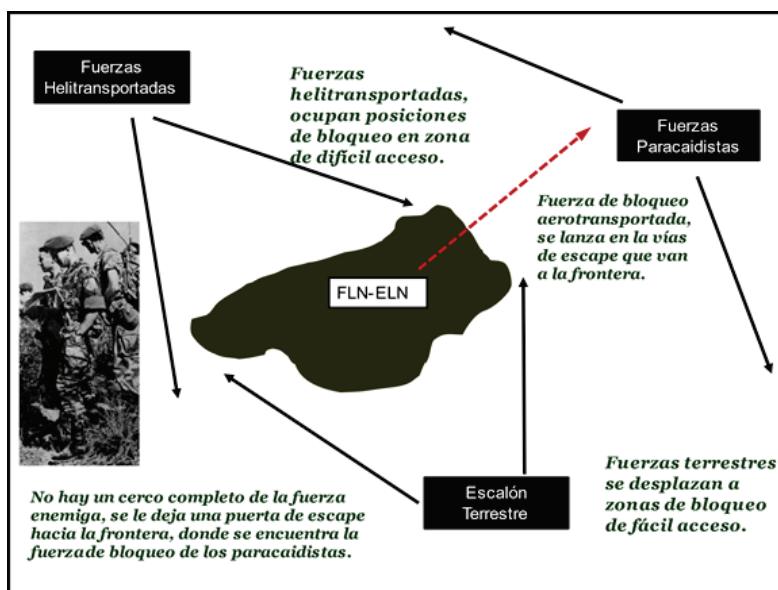 Fuerzas
Helitransportadas
Fuerzas
helitransportadas,
ocupan posiciones
de bloqueo en zona
de difícil acceso.
Fuerzas
Paracaidistas
Fuerza de bloqueo
aerotransportada,
se lanza en la vías
de escape que van
a la frontera.
FLN-ELN
No hay un cerco completo de la fuerza
enemiga, se le deja una puerta de escape
hacia la frontera, donde se encuentra la
fuerza de bloqueo de los paracaidistas.
Escalón
Terrestre
Fuerzas terrestres
se desplazan a
zonas de bloqueo
de fácil acceso.